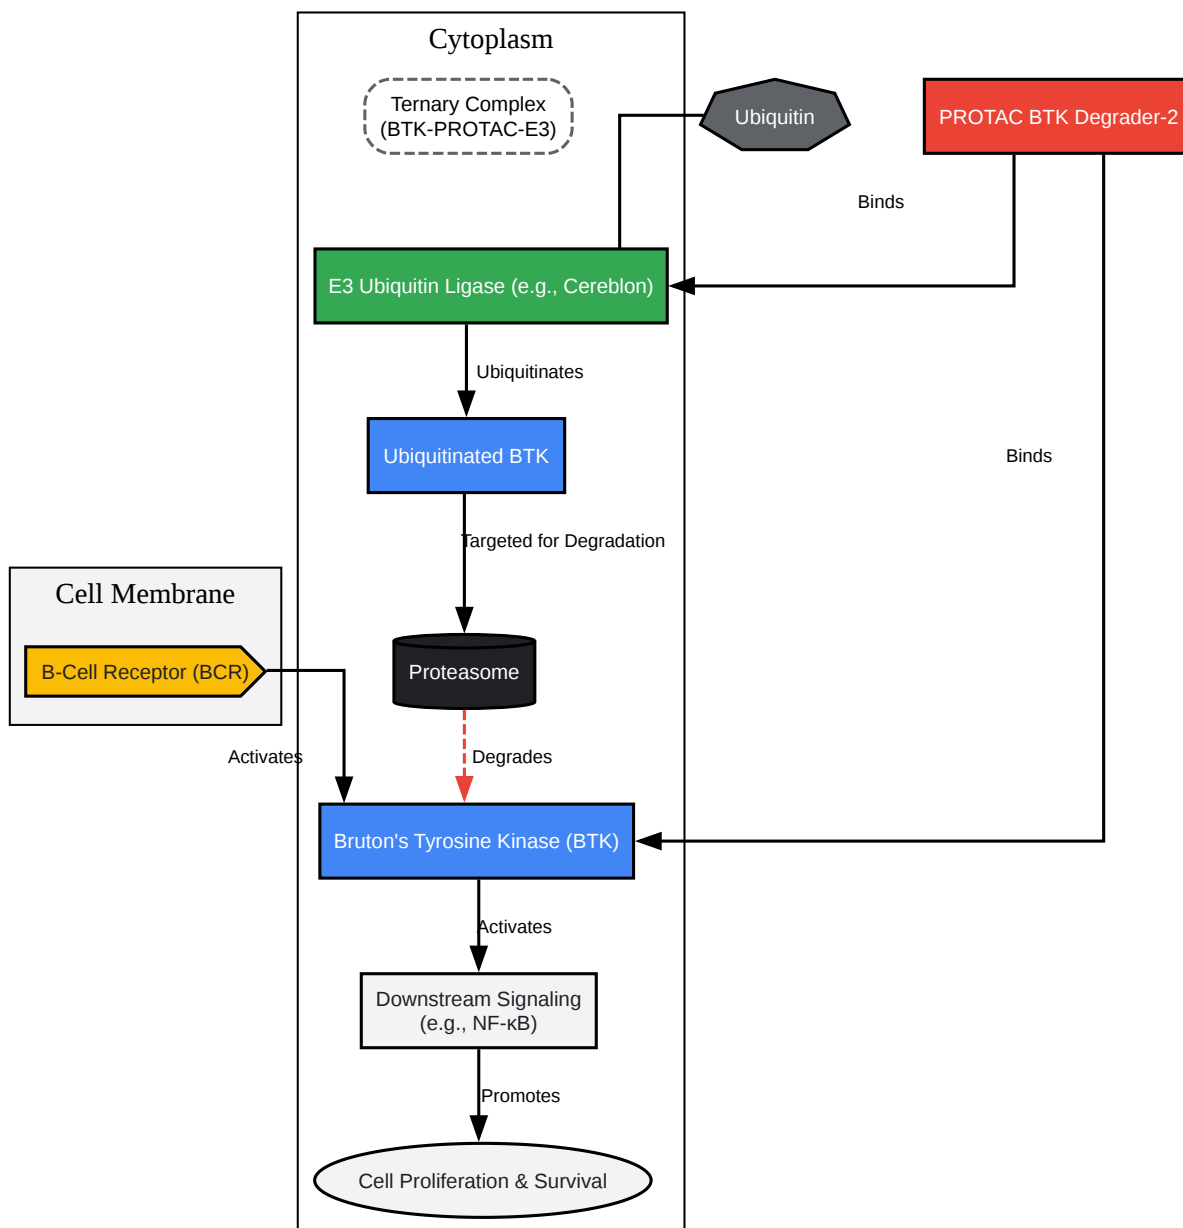 Cytoplasm
Ternary Complex
(BTK-PROTAC-E3)
Ubiquitin
PROTAC BTK Degrader-2
Binds
E3 Ubiquitin Ligase (e.g., Cereblon)
Ubiquitinates
Ubiquitinated BTK
Binds
Targeted for Degradation
Cell Membrane
B-Cell Receptor (BCR)
Proteasome
Activates
Degrades
Bruton's Tyrosine Kinase (BTK)
Activates
Downstream Signaling
(e.g., NF-κB)
Promotes
Cell Proliferation & Survival